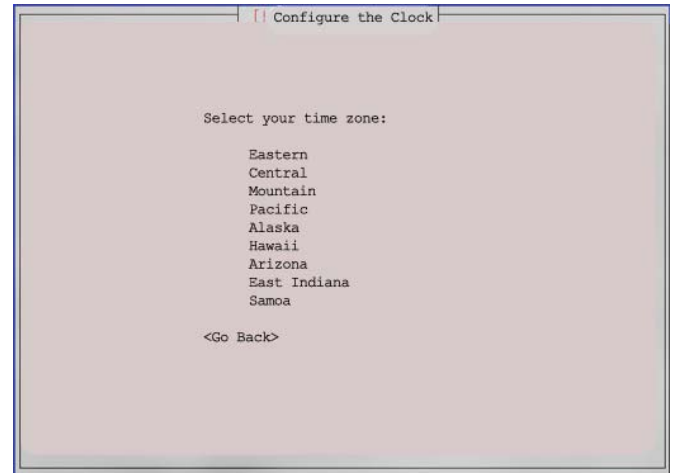 [! Configure the Clock
Select your time zone:
Eastern
Central
Mountain
Pacific
Alaska
Hawaii
Arizona
East Indiana
Samoa
<Go Back>